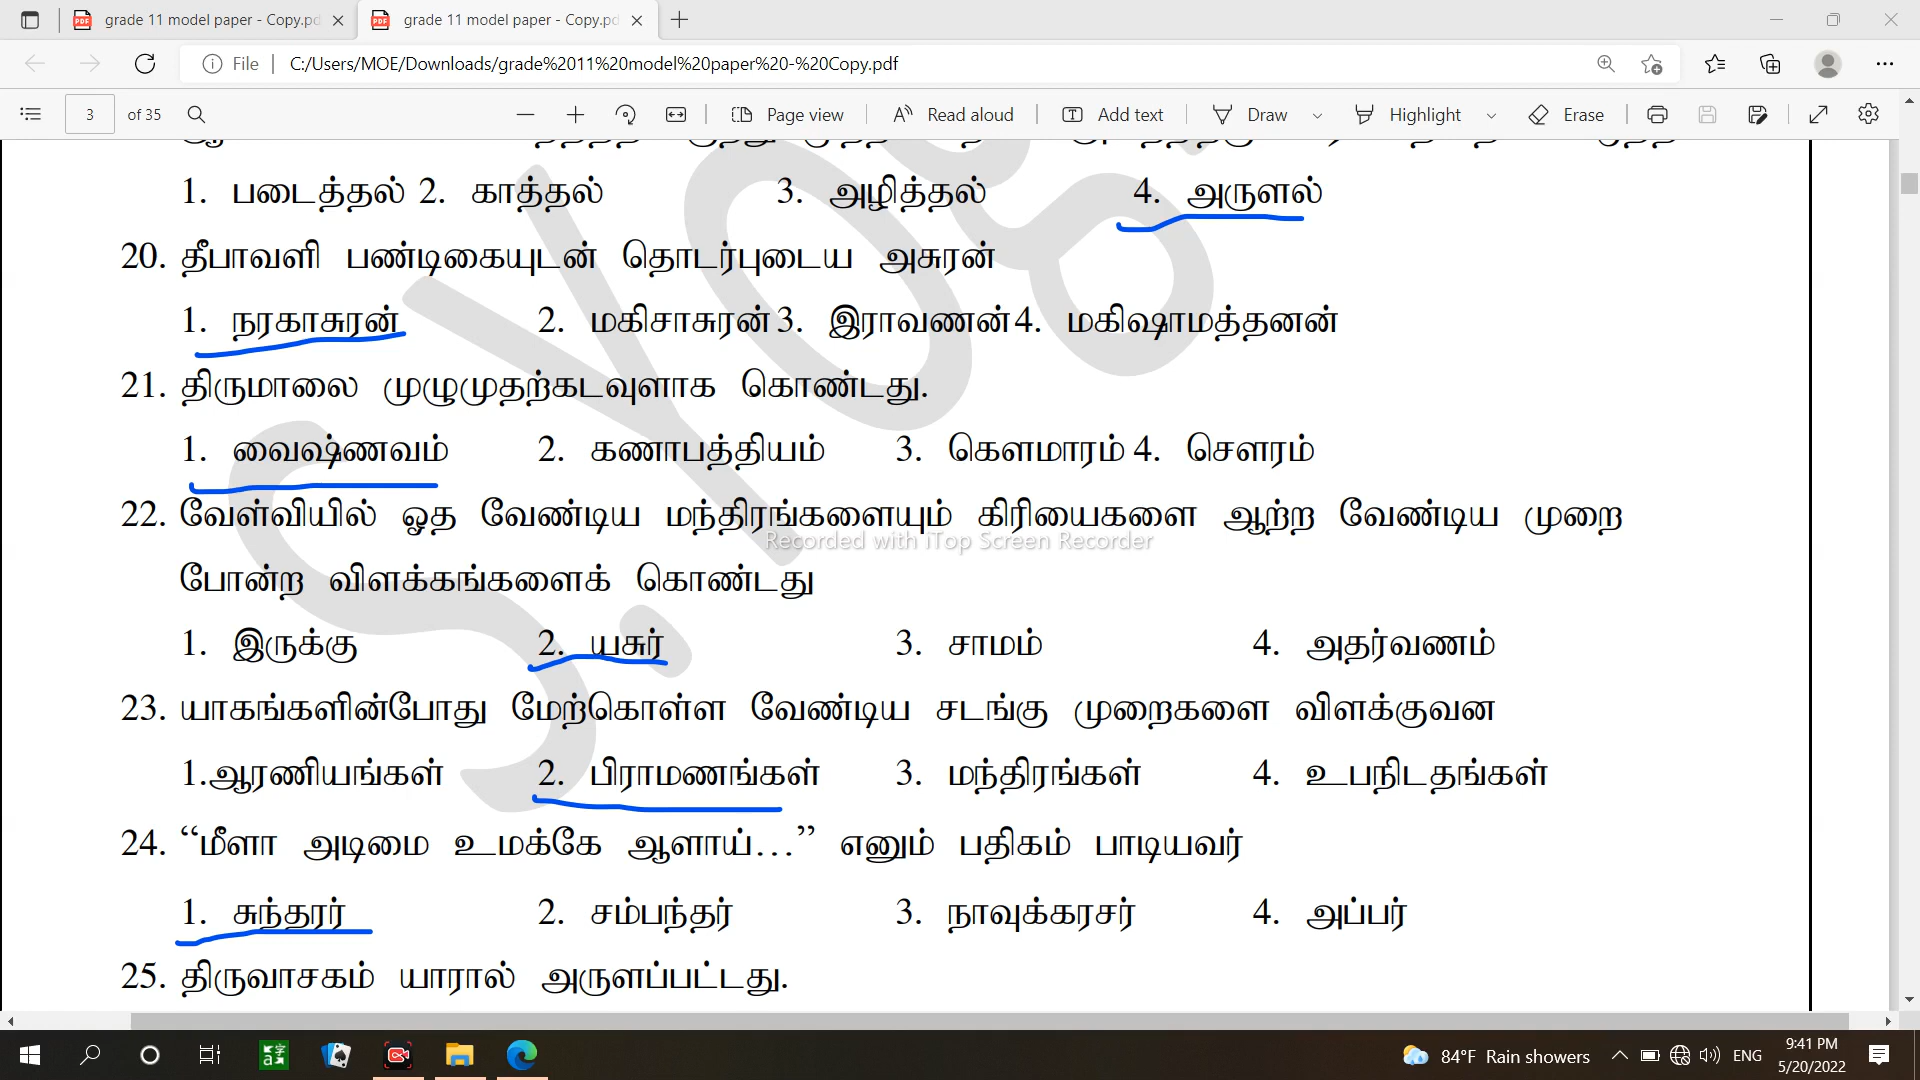 grade 11 model paper - Copy.pd
grade 11 model paper - Copy.pd
File
C:/Users/MOE/Downloads/grade%2011%20model%20paper%20-%20Copy.pdf
3 of 35
Page view
Read aloud
Add text
Draw
Highlight
Erase
1. படைத்தல் 2. காத்தல் 3. அழித்தல் 4. அருளல்
20. தீபாவளி பண்டிகையுடன் தொடர்புடைய அசுரன்
1. நரகாசுரன் 2. மகிசாசுரன் 3. இராவணன் 4. மகிஷாமத்தனன்
21. திருமாலை முழுமுதற்கடவுளாக கொண்டது.
1. வைஷ்ணவம் 2. கணாபத்தியம் 3. கௌமாரம் 4. சௌரம்
22. வேள்வியில் ஓத வேண்டிய மந்திரங்களையும் கிரியைகளை ஆற்ற வேண்டிய முறை
Recorded with iTop Screen Recorder
போன்ற விளக்கங்களைக் கொண்டது
1. இருக்கு 2. யசுர் 3. சாமம் 4. அதர்வணம்
23. யாகங்களின்போது மேற்கொள்ள வேண்டிய சடங்கு முறைகளை விளக்குவன
1.ஆரணியங்கள் 2. பிராமணங்கள் 3. மந்திரங்கள் 4. உபநிடதங்கள்
24. “மீளா அடிமை உமக்கே ஆளாய்...” எனும் பதிகம் பாடியவர்
1. சுந்தரர் 2. சம்பந்தர் 3. நாவுக்கரசர் 4. அப்பர்
25. திருவாசகம் யாரால் அருளப்பட்டது.
84°F Rain showers
ENG
9:41 PM
5/20/2022